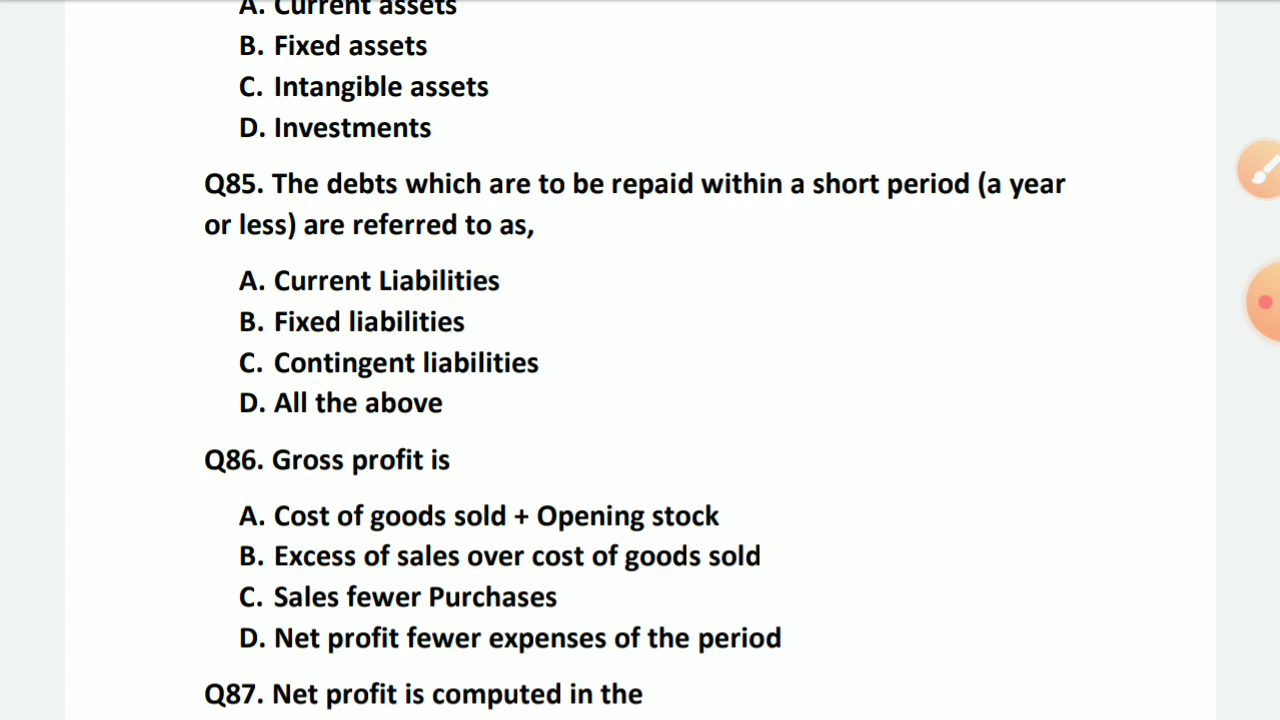 A. Current assets
B. Fixed assets
C. Intangible assets
D. Investments
Q85. The debts which are to be repaid within a short period (a year
or less) are referred to as,
A. Current Liabilities
B. Fixed liabilities
C. Contingent liabilities
D. All the above
Q86. Gross profit is
A. Cost of goods sold + Opening stock
B. Excess of sales over cost of goods sold
C. Sales fewer Purchases
D. Net profit fewer expenses of the period
Q87. Net profit is computed in the